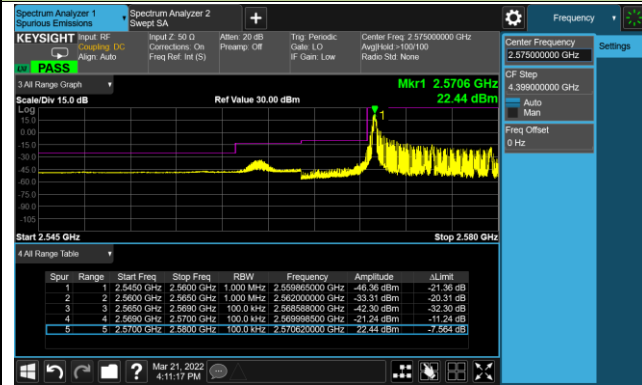 Spectrum Analyzer 1
Spurious Emissions
Spectrum Analyzer 2
Swept SA
Frequency
KEYSIGHT
Input: RF
Coupling: DC
Align: Auto
Input Z: 50 Ω
Corrections: On
Freq Ref: Int (S)
Atten: 20 dB
Preamp: Off
Trig: Periodic
Gate: LO
IF Gain: Low
Center Freq: 2.575000000 GHz
Avg|Hold >100/100
Radio Std: None
PASS
3 All Range Graph
Scale/Div 15.0 dB
Ref Value 30.00 dBm
Mkr1 2.5706 GHz
22.44 dBm
Log
15.0
0.00
-15.0
-30.0
-45.0
-60.0
-75.0
-90.0
-105
1
Start 2.545 GHz
Stop 2.580 GHz
4 All Range Table
Spur Range Start Freq Stop Freq RBW Frequency Amplitude ΔLimit
1 1 2.5450 GHz 2.5600 GHz 1.000 MHz 2.559865000 GHz -46.36 dBm -21.36 dB
2 2 2.5600 GHz 2.5650 GHz 1.000 MHz 2.562000000 GHz -33.31 dBm -20.31 dB
3 3 2.5650 GHz 2.5690 GHz 100.0 kHz 2.568588000 GHz -42.30 dBm -32.30 dB
4 4 2.5690 GHz 2.5700 GHz 100.0 kHz 2.569998500 GHz -21.24 dBm -11.24 dB
5 5 2.5700 GHz 2.5800 GHz 100.0 kHz 2.570620000 GHz 22.44 dBm -7.564 dB
Center Frequency
2.575000000 GHz
Settings
CF Step
4.399000000 GHz
Auto
Man
Freq Offset
0 Hz
Mar 21, 2022
4:11:17 PM